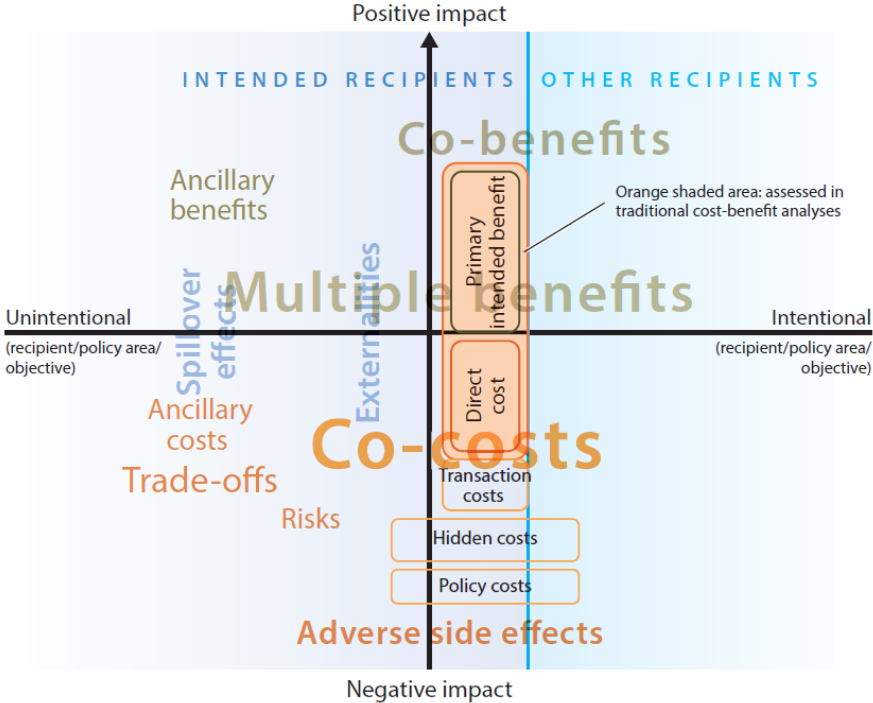 Positive impact
INTENDED RECIPIENTS
OTHER RECIPIENTS
Co-benefits
Ancillary
benefits
Primary
intended benefit
Orange shaded area: assessed in
traditional cost-benefit analyses
Multiple benefits
Spillover
effects
Externalities
Unintentional
(recipient/policy area/
objective)
Intentional
(recipient/policy area/
objective)
Direct
cost
Ancillary
costs
Co-costs
Trade-offs
Transaction
costs
Risks
Hidden costs
Policy costs
Adverse side effects
Negative impact